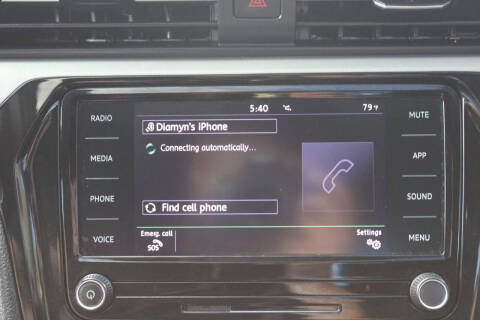 5:40 79°F
RADIO
MEDIA
PHONE
VOICE
Diamyn's iPhone
Connecting automatically...
Find cell phone
Emerg. call
SOS
Settings
MUTE
APP
SOUND
MENU